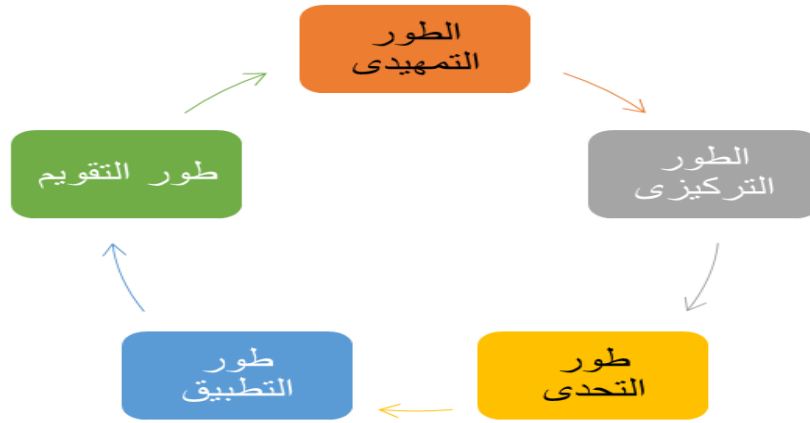 الطور
التمهيدى
الطور
التركيزى
طور
التحدى
طور
التطبيق
طور التقويم